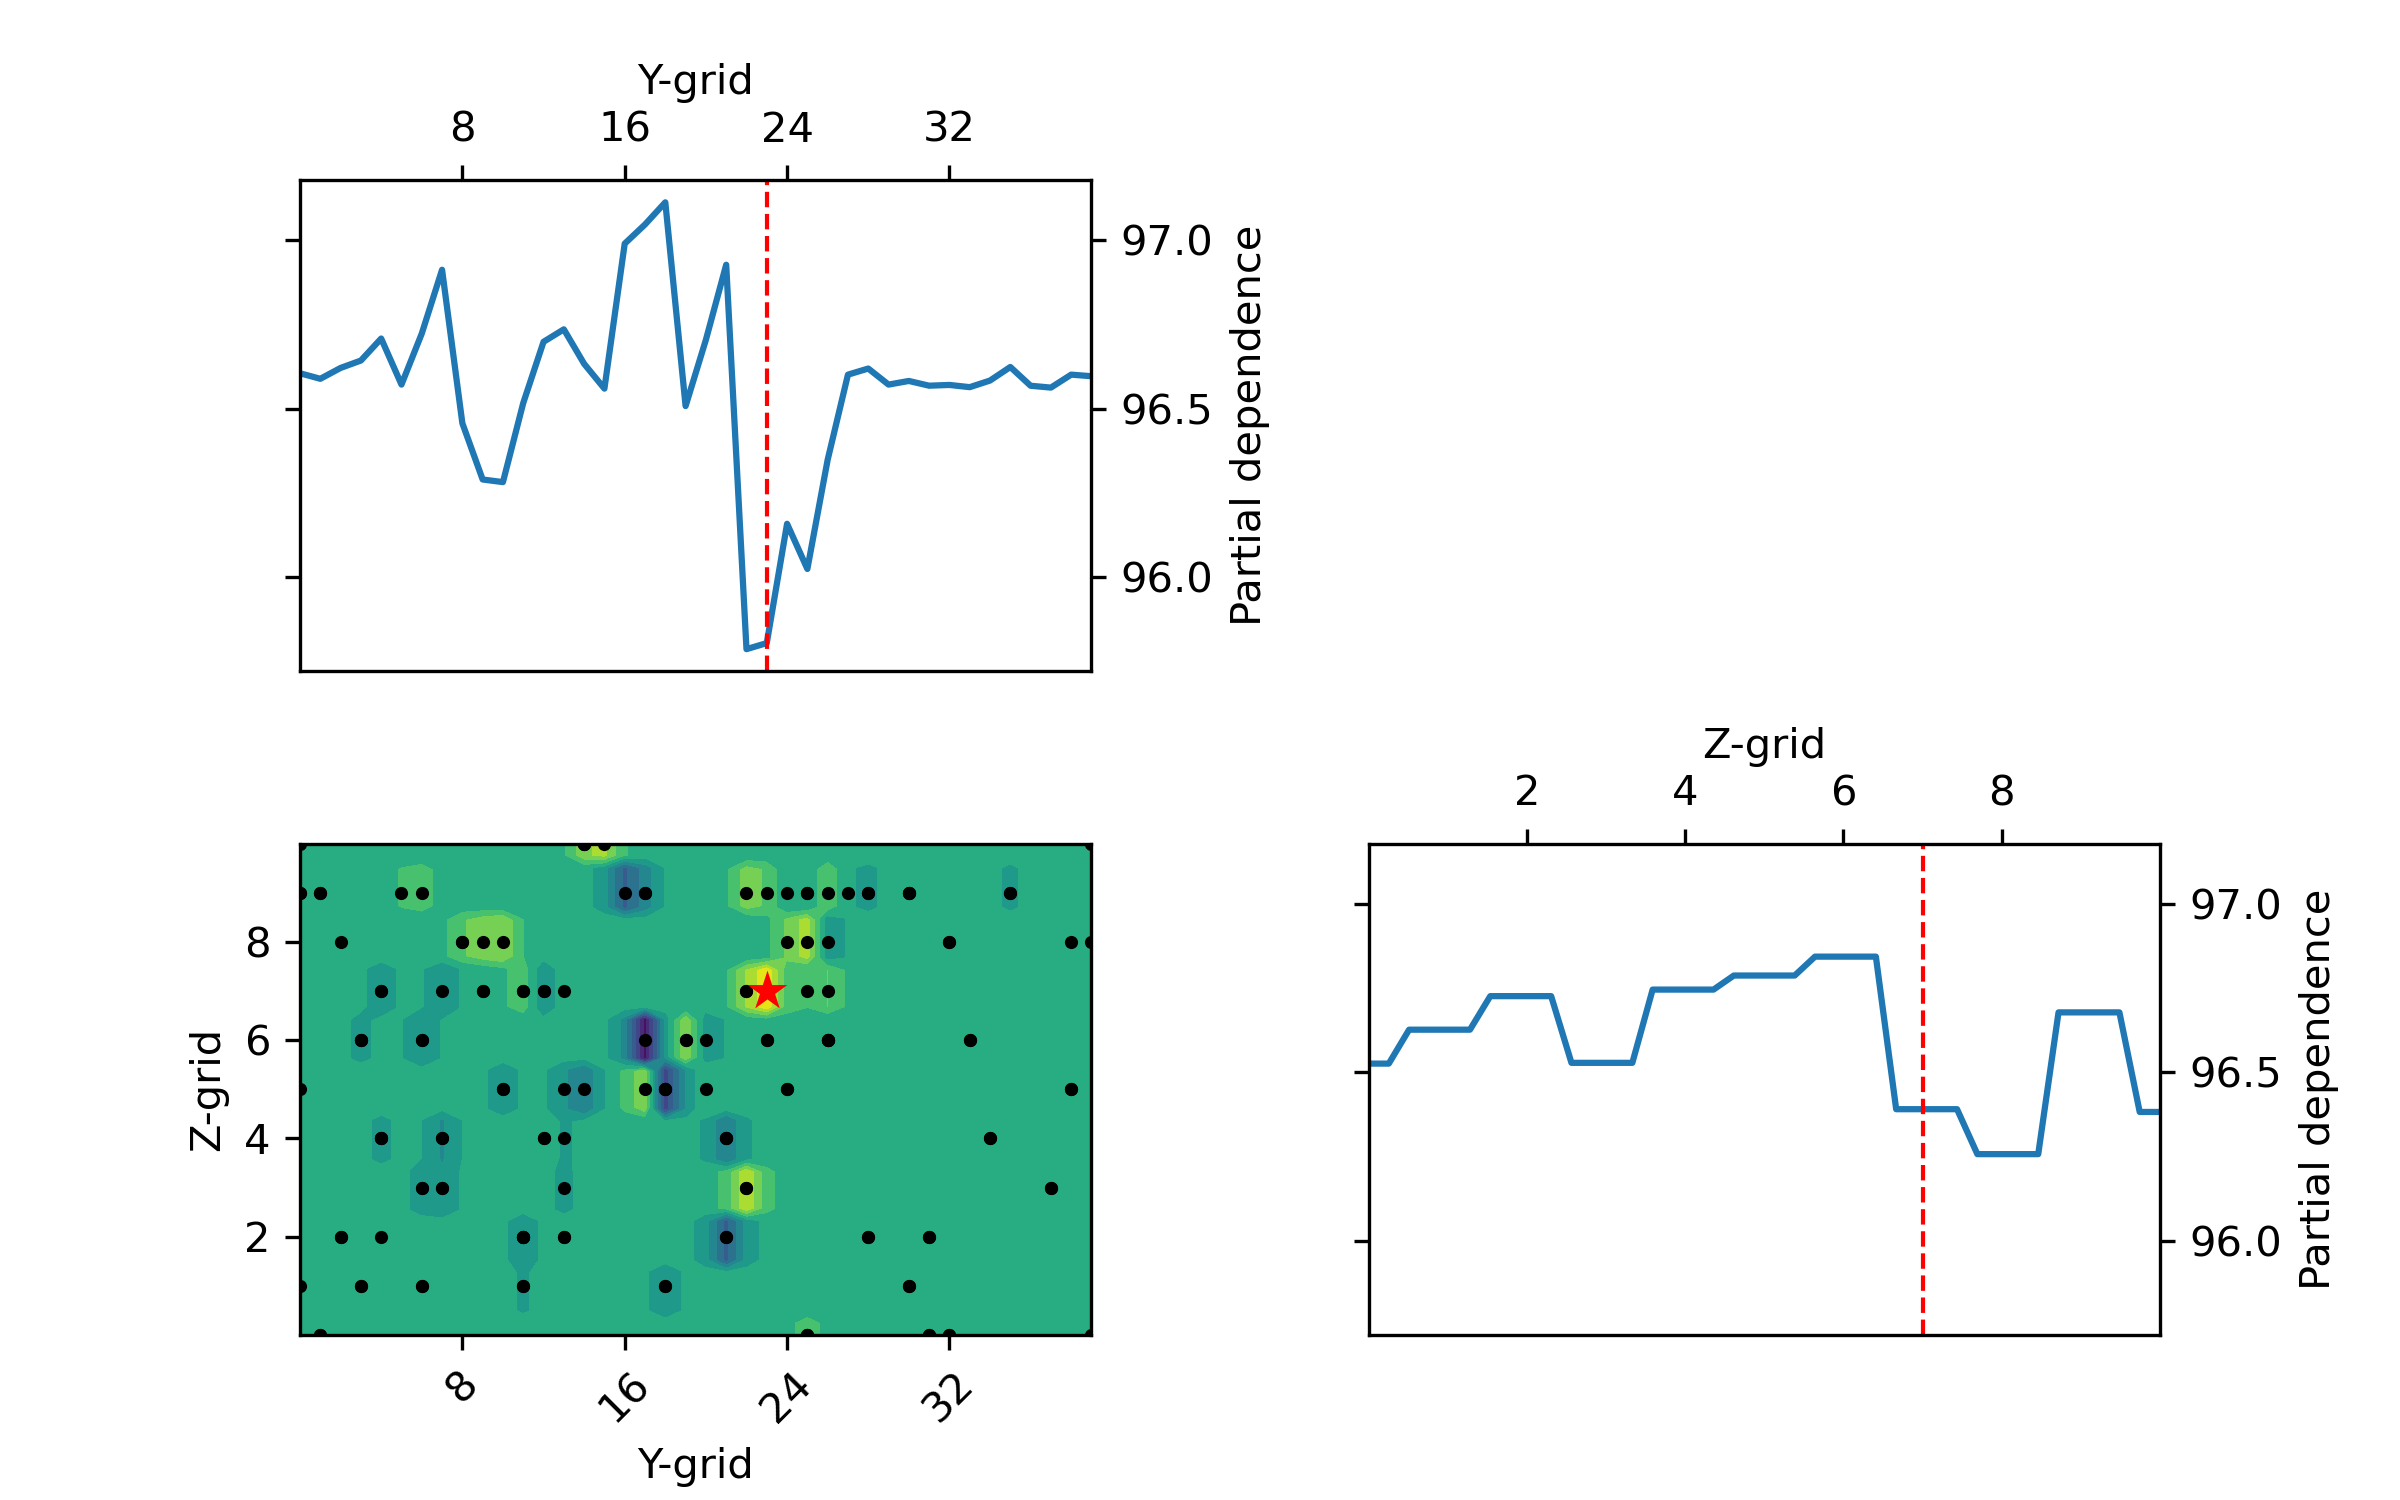 Y-grid
8 16 24 32
97.0
96.5
96.0
Partial dependence
Z-grid
2 4 6 8
97.0
96.5
96.0
Partial dependence
8
6
4
2
Z-grid
8 16 24 32
Y-grid